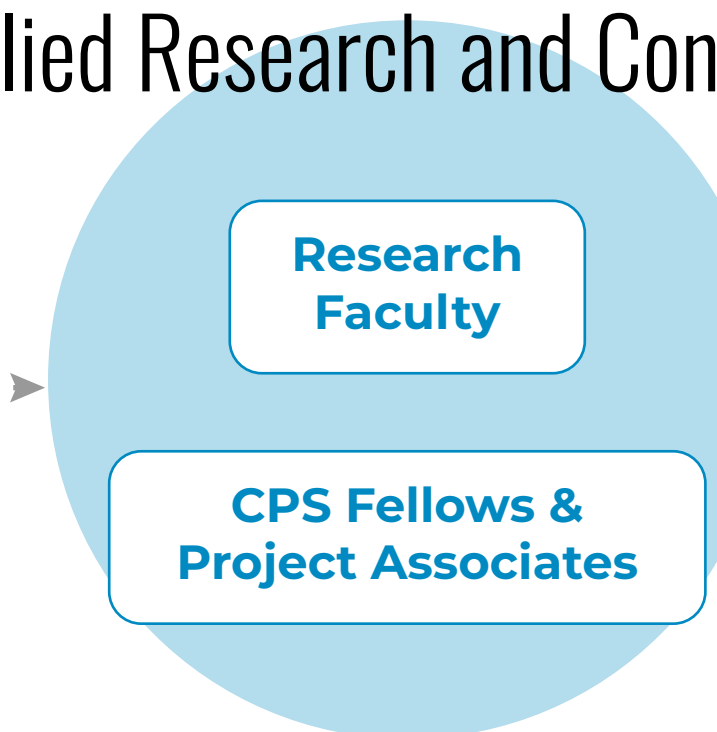 lied Research and Con
Research
Faculty
CPS Fellows &
Project Associates